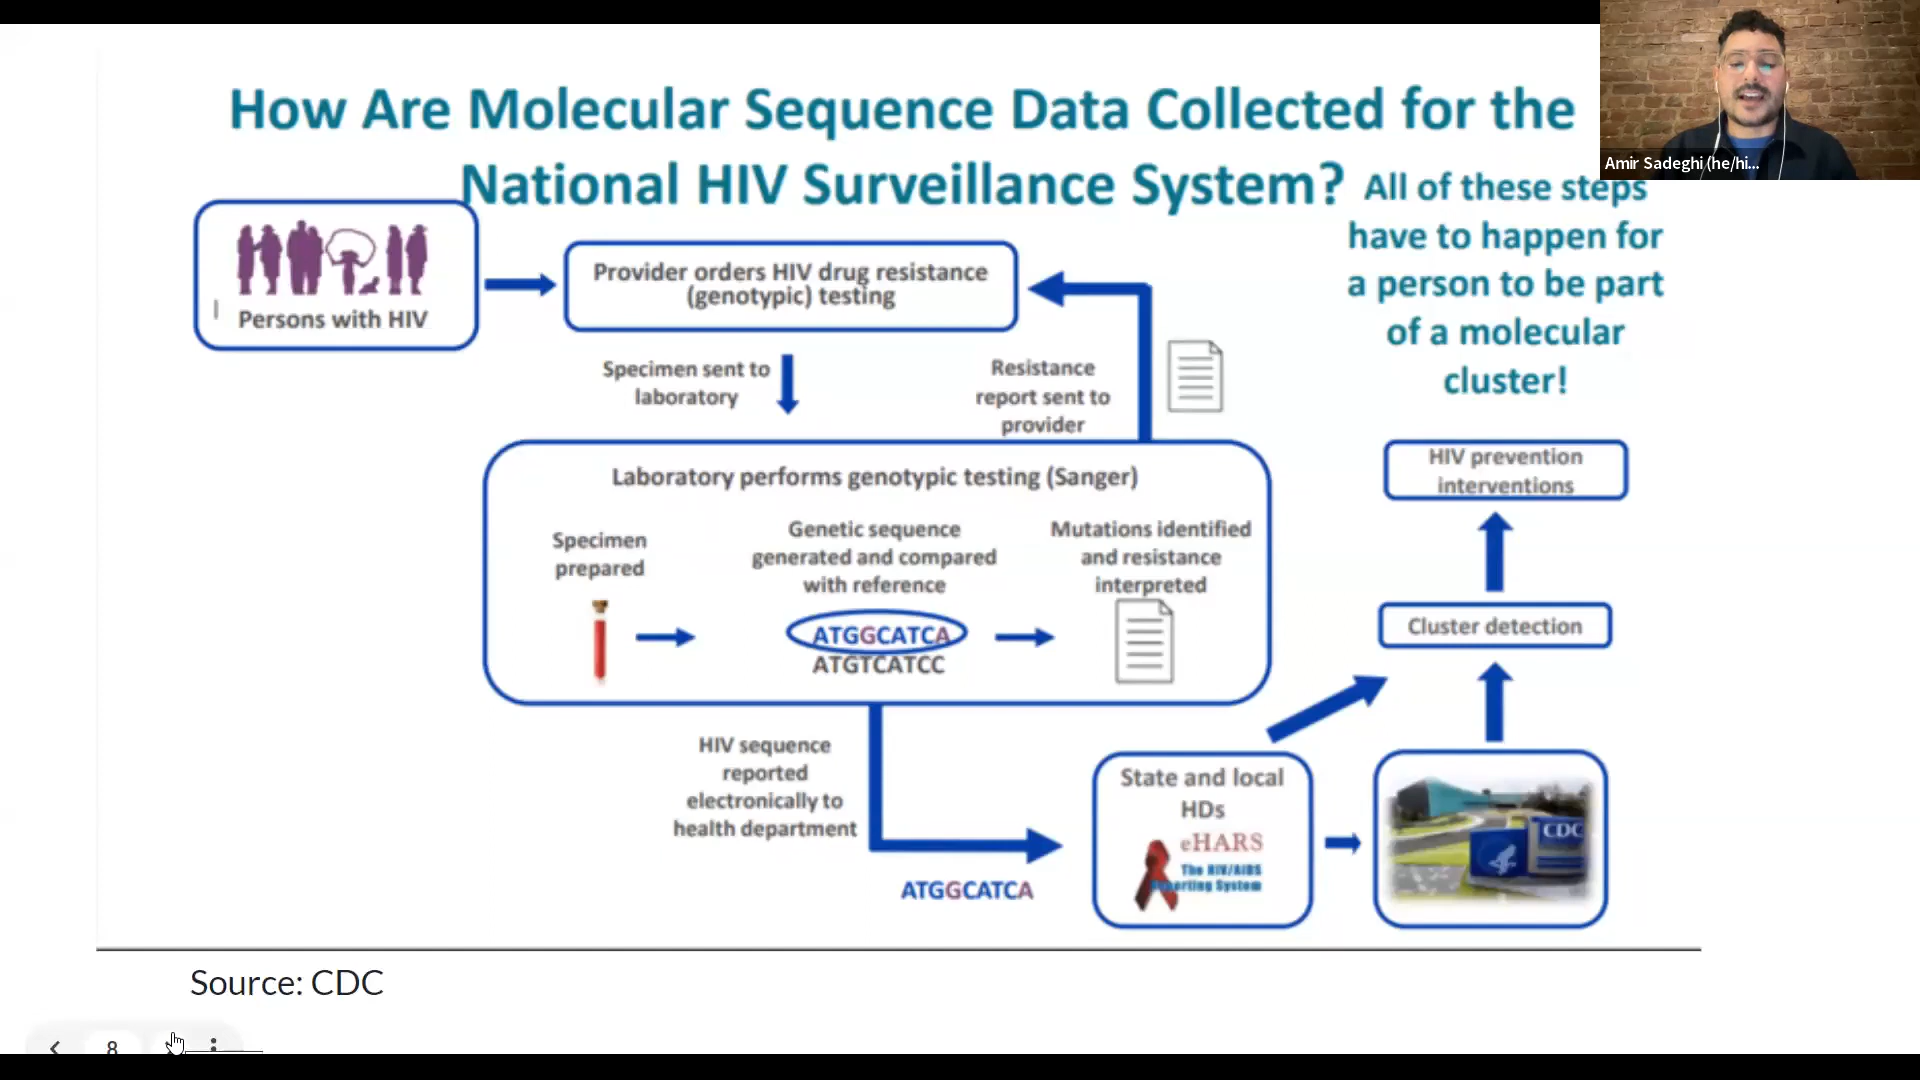 How Are Molecular Sequence Data Collected for the
National HIV Surveillance System?
All of these steps
have to happen for
a person to be part
of a molecular
cluster!
Amir Sadeghi (he/hi...
Persons with HIV
Provider orders HIV drug resistance
(genotypic) testing
Specimen sent to
laboratory
Resistance
report sent to
provider
Laboratory performs genotypic testing (Sanger)
Specimen
prepared
Genetic sequence
generated and compared
with reference
ATGGCATCA
ATGTCATCC
Mutations identified
and resistance
interpreted
HIV sequence
reported
electronically to
health department
ATGGCATCA
State and local
HDs
eHARS
The HIV/AIDS
Reporting System
CDC
Cluster detection
HIV prevention
interventions
Source: CDC
8